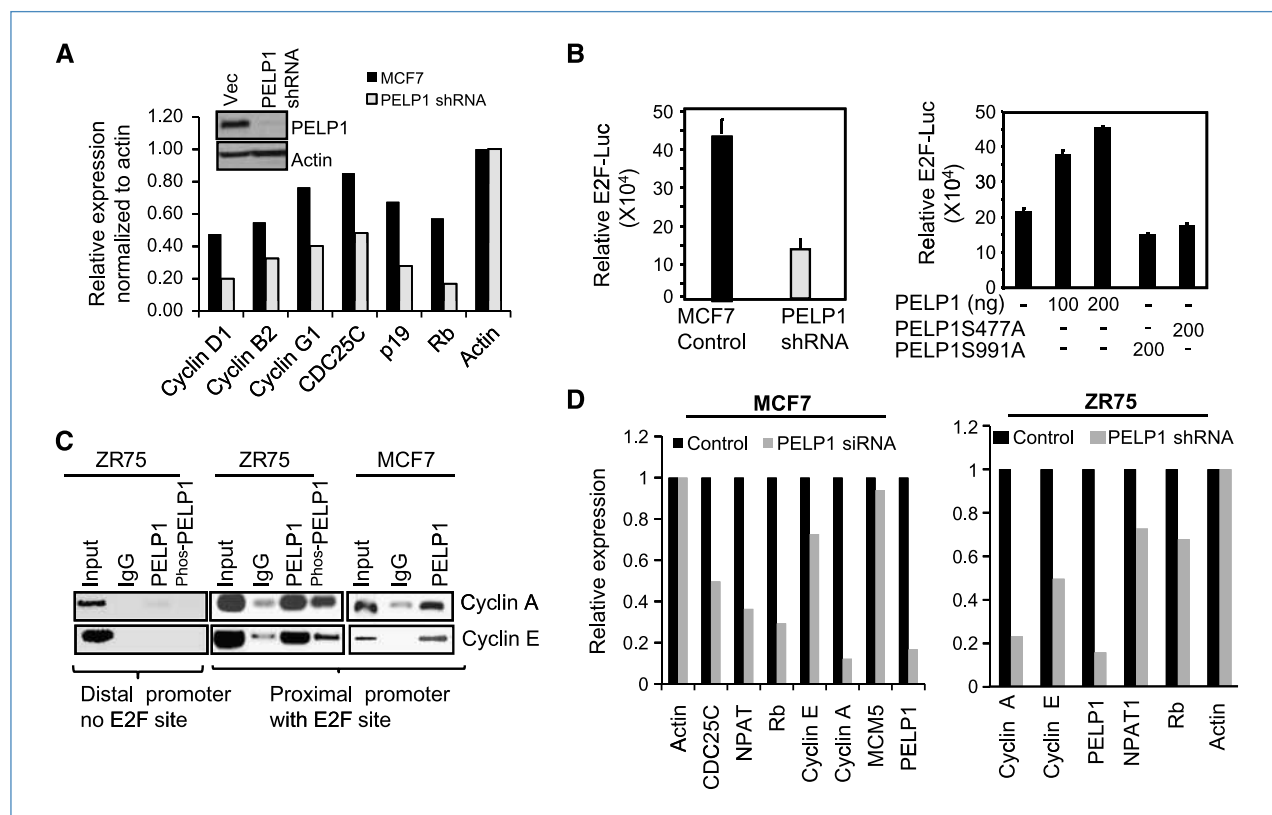 A
Vec
PELP1
shRNA
PELP1
Actin
MCF7
PELP1 shRNA
Relative expression
normalized to actin
1.20
1.00
0.80
0.60
0.40
0.20
0.00
Cyclin D1
Cyclin B2
Cyclin G1
CDC25C
p19
Rb
Actin
B
Relative E2F-Luc
(X10⁴)
50
40
30
20
10
0
MCF7
Control
PELP1
shRNA
Relative E2F-Luc
(X10⁴)
50
40
30
20
10
0
PELP1 (ng) - 100 200 - -
PELP1S477A - - - - 200
PELP1S991A - - - 200 -
C
ZR75
ZR75
MCF7
Input
IgG
PELP1
Phos-PELP1
Input
IgG
PELP1
Phos-PELP1
Input
IgG
PELP1
Cyclin A
Cyclin E
Distal promoter
no E2F site
Proximal promoter
with E2F site
D
MCF7
Control
PELP1 siRNA
Relative expression
1.2
1
0.8
0.6
0.4
0.2
0
Actin
CDC25C
NPAT
Rb
Cyclin E
Cyclin A
MCM5
PELP1
ZR75
Control
PELP1 shRNA
1.2
1
0.8
0.6
0.4
0.2
0
Cyclin A
Cyclin E
PELP1
NPAT1
Rb
Actin